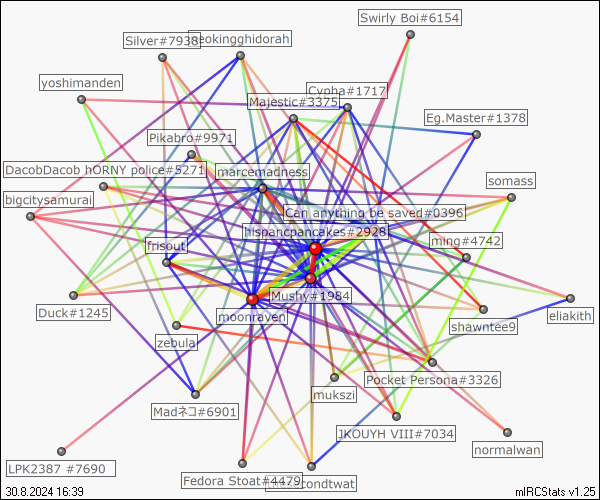 Swirly Boi#6154
Silver#7938
eokingghidorah
yoshimanden
Cypha#1717
Majestic#3375
Eg.Master#1378
Pikabro#9971
DacobDacob hORNY police#5271
marcemadness
somass
bigcitysamurai
Can anything be saved#0396
hispancpancakes#2928
ming#4742
frisout
Mushy#1984
Duck#1245
moonraven
eliakith
shawntee9
zebula
Pocket Persona#3326
mukszi
Madネコ#6901
JKOUYH VIII#7034
normalwan
LPK2387 #7690
Fedora Stoat#4479
condtwat
30.8.2024 16:39
mIRCStats v1.25